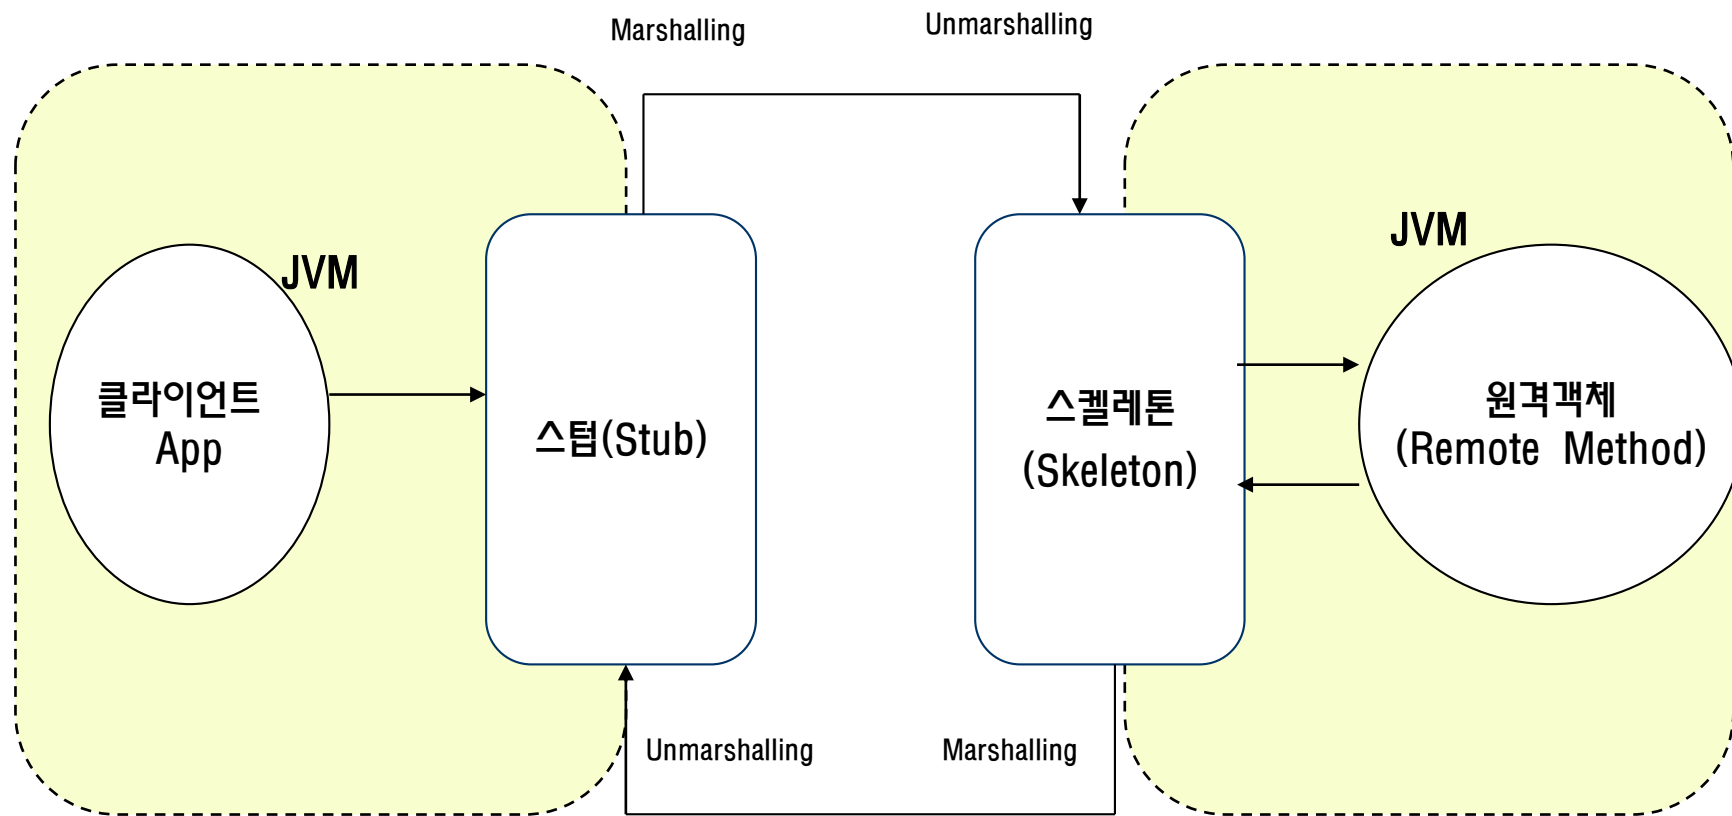 Marshalling
Unmarshalling
JVM
JVM
클라이언트
App
스텁(Stub)
스켈레톤
(Skeleton)
원격객체
(Remote Method)
Unmarshalling
Marshalling